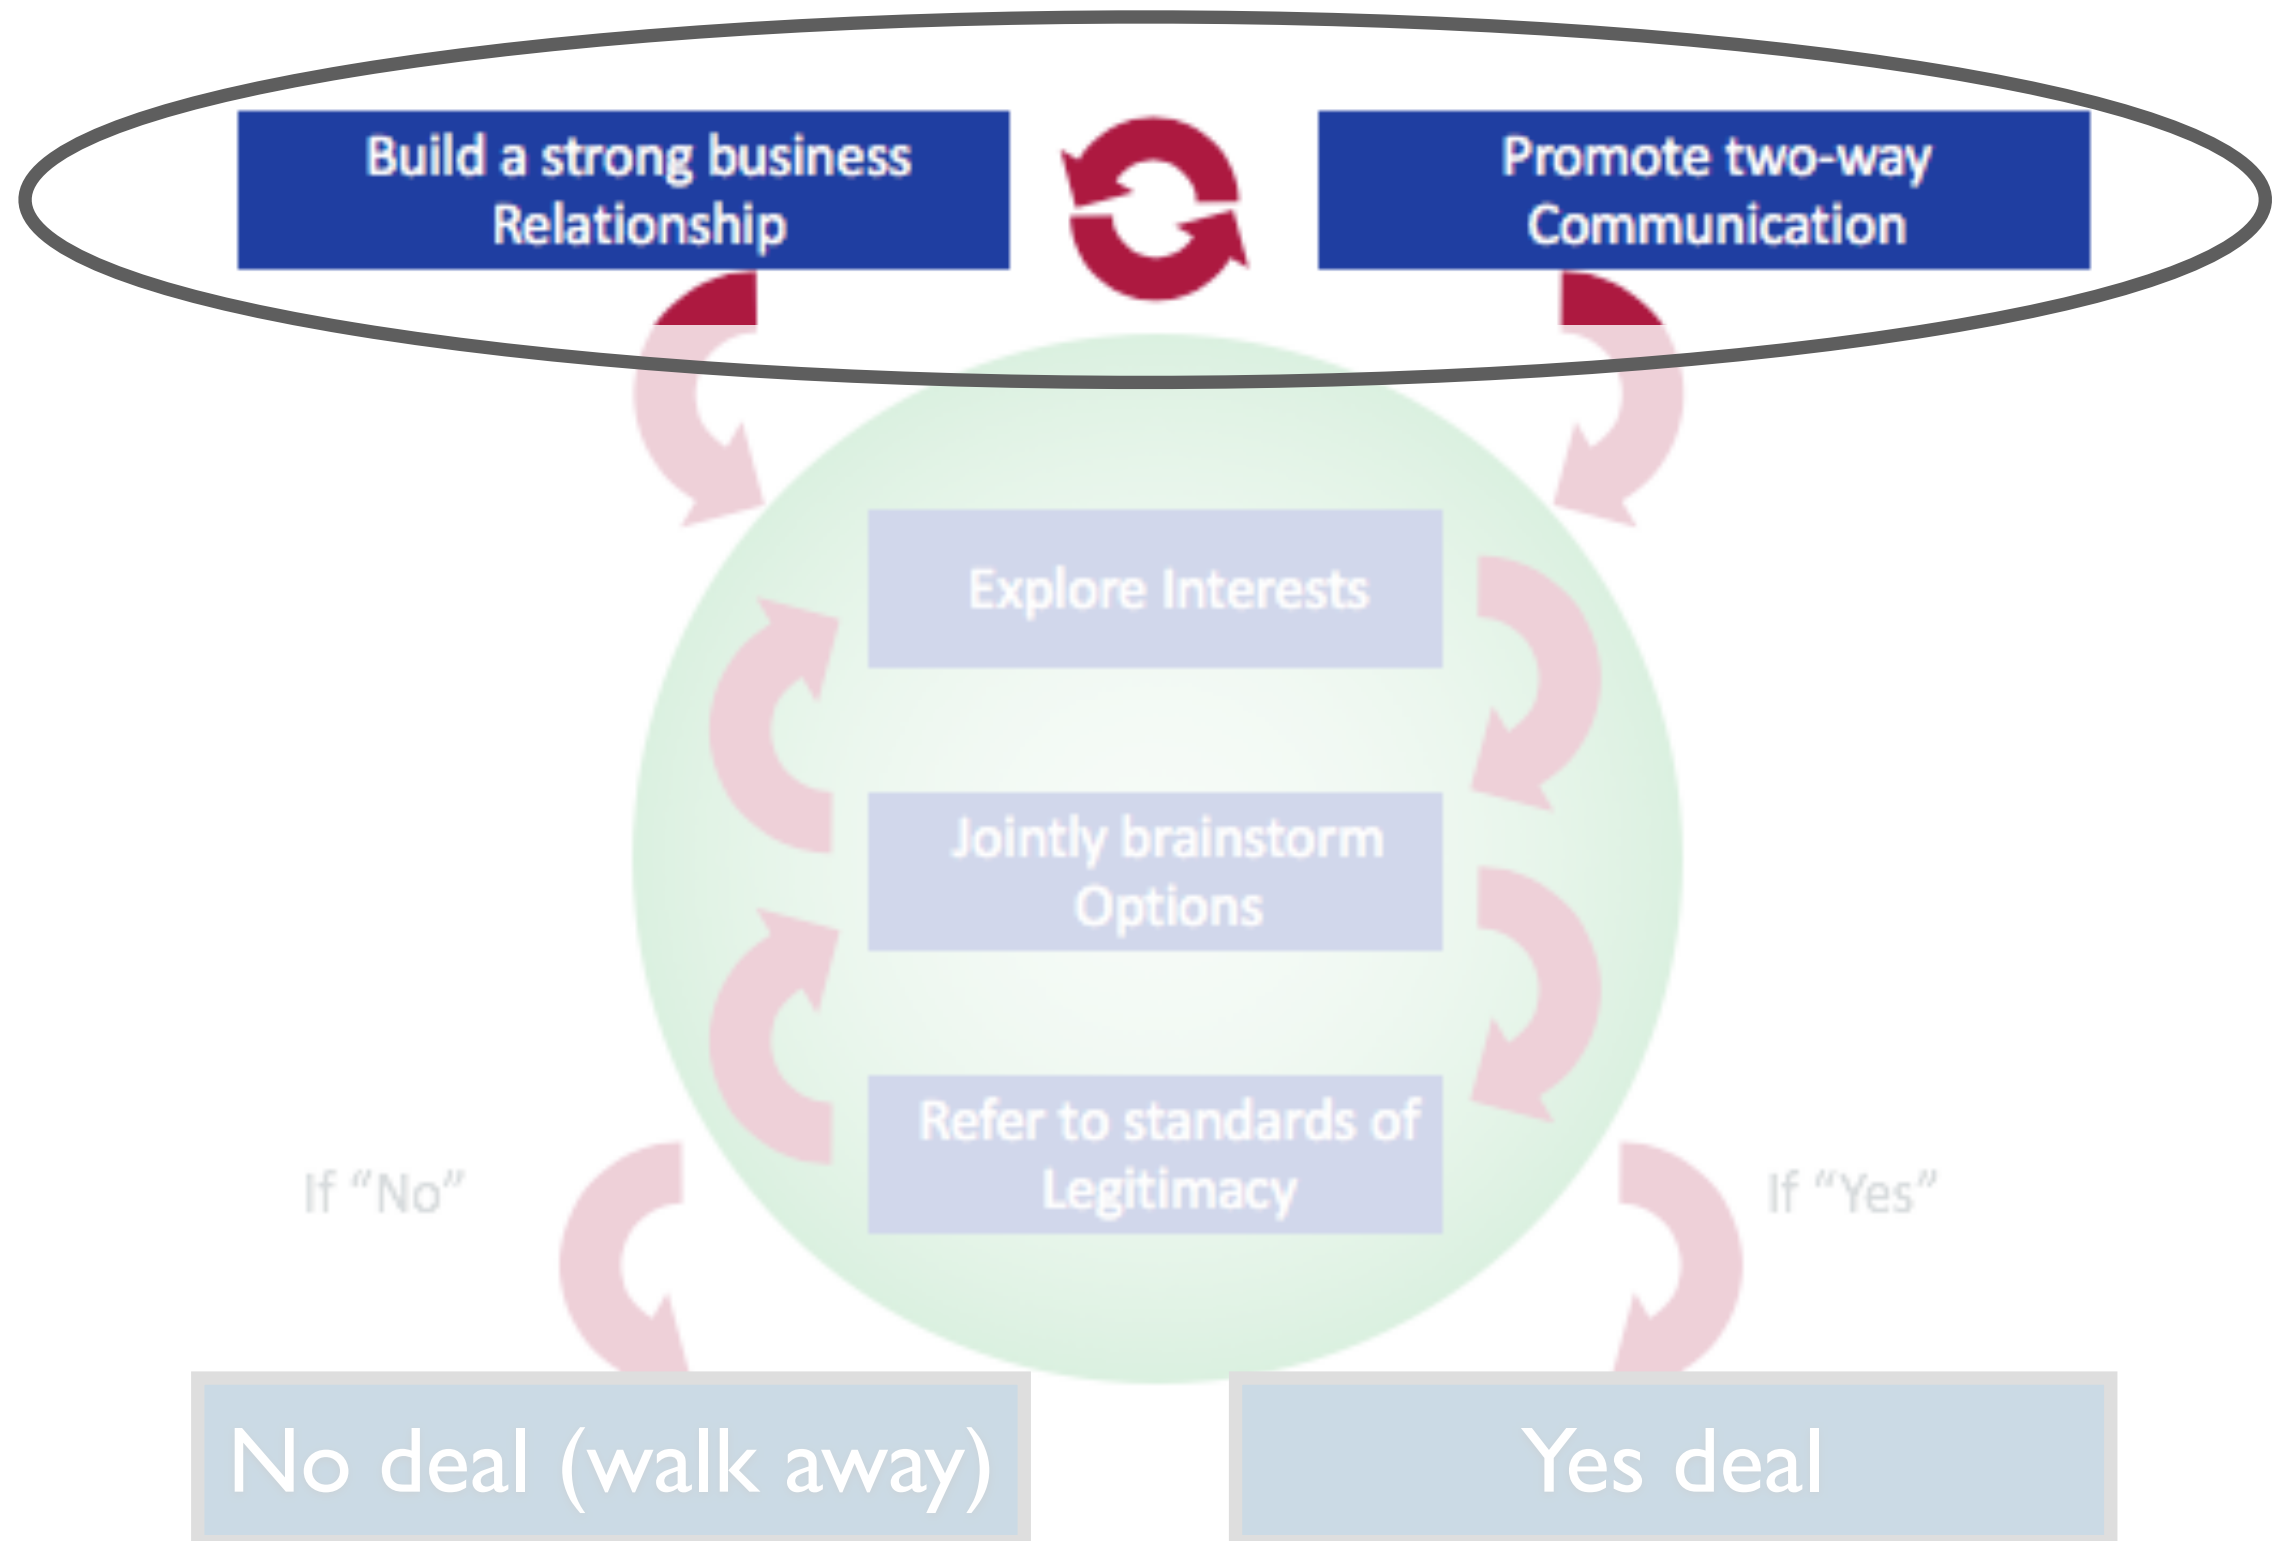 Build a strong business
Relationship
Promote two-way
Communication
Explore Interests
Jointly brainstorm
Options
Refer to standards of
Legitimacy
If “No”
If “Yes”
No deal (walk away)
Yes deal